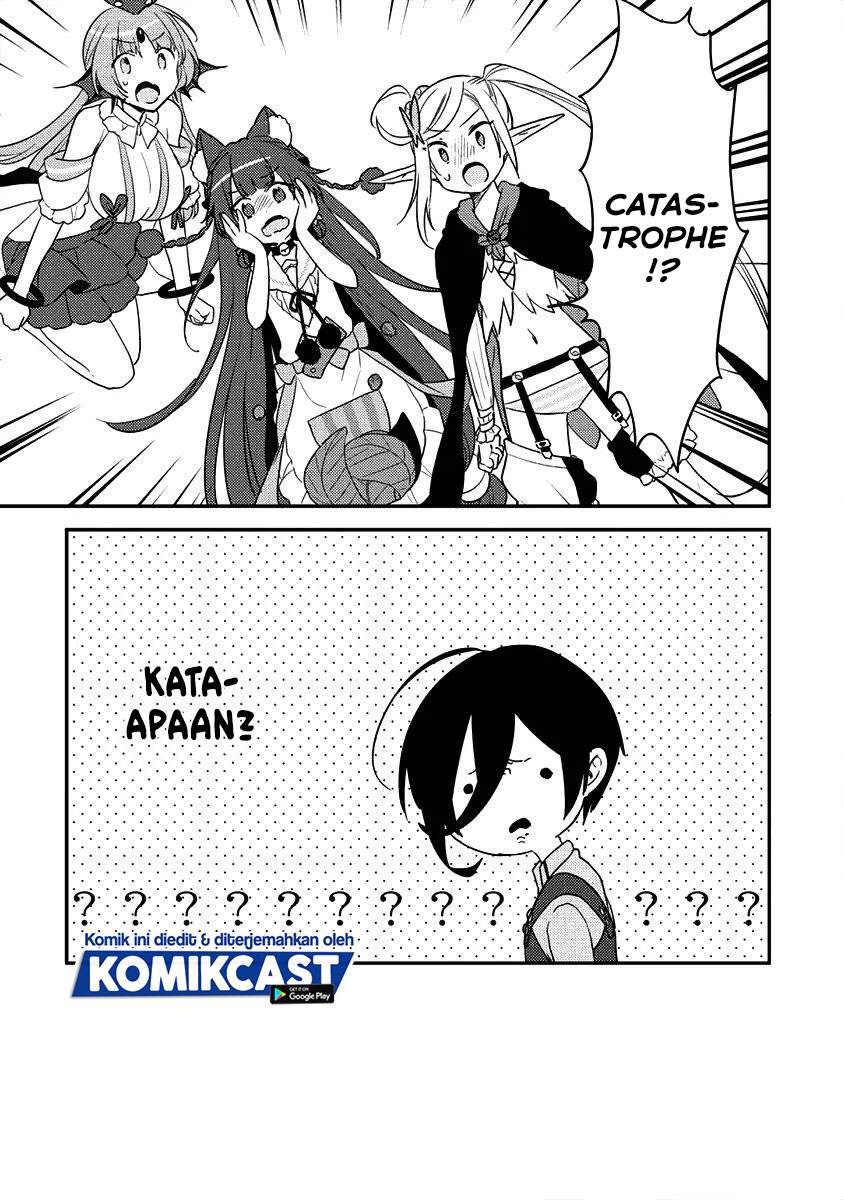 CATAS-
TROPHE
!?
KATA-
APAAN?
? ? ? ? ? ? ? ? ? ? ? ?
Komik ini diedit & diterjemahkan oleh
KOMIKCAST
GET IT ON
Google Play